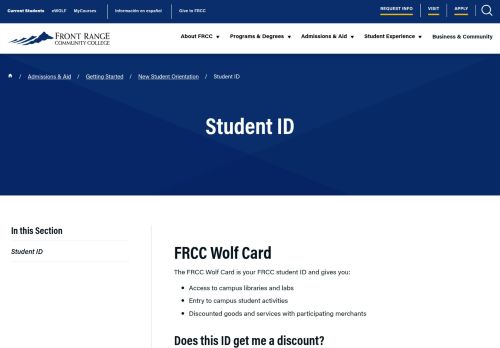 Current Students eWOLF MyCourses Información en español Give to FRCC REQUEST INFO VISIT APPLY
FRONT RANGE
COMMUNITY COLLEGE
About FRCC Programs & Degrees Admissions & Aid Student Experience Business & Community
/ Admissions & Aid / Getting Started / New Student Orientation / Student ID
Student ID
In this Section
Student ID
FRCC Wolf Card
The FRCC Wolf Card is your FRCC student ID and gives you:
• Access to campus libraries and labs
• Entry to campus student activities
• Discounted goods and services with participating merchants
Does this ID get me a discount?